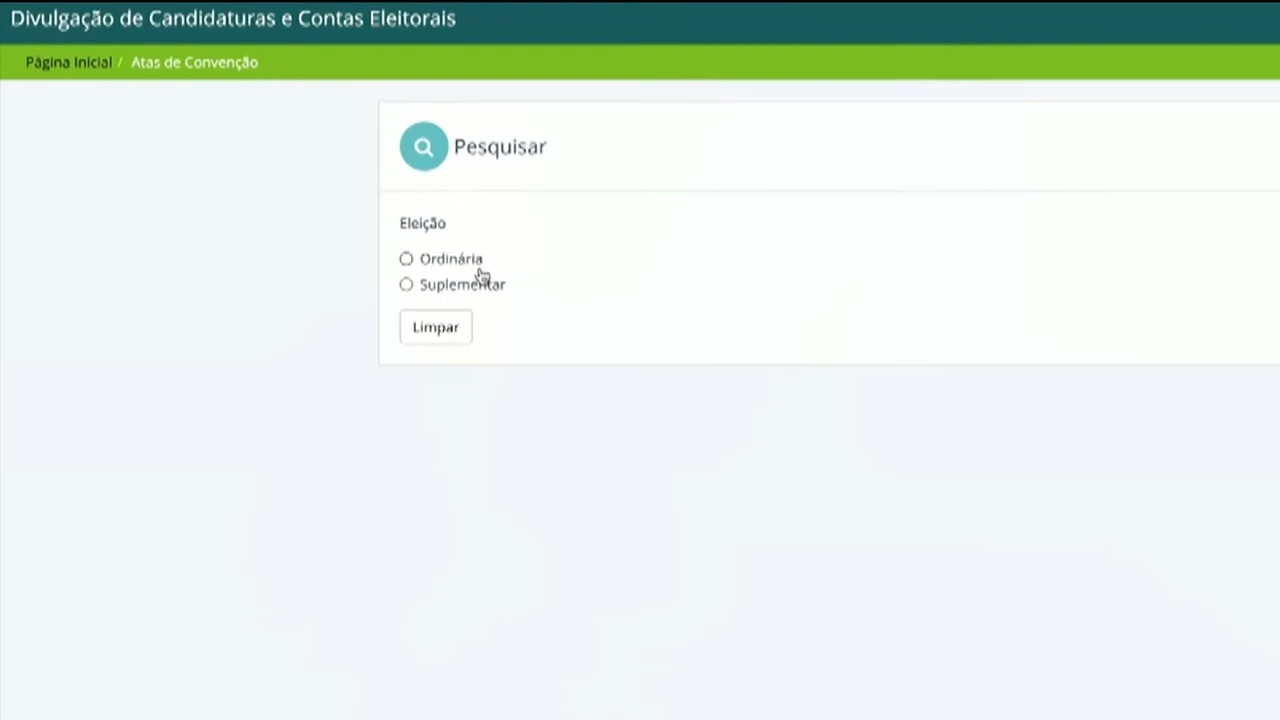 Divulgação de Candidaturas e Contas Eleitorais
Página Inicial / Atas de Convenção
Pesquisar
Eleição
Ordinária
Suplementar
Limpar